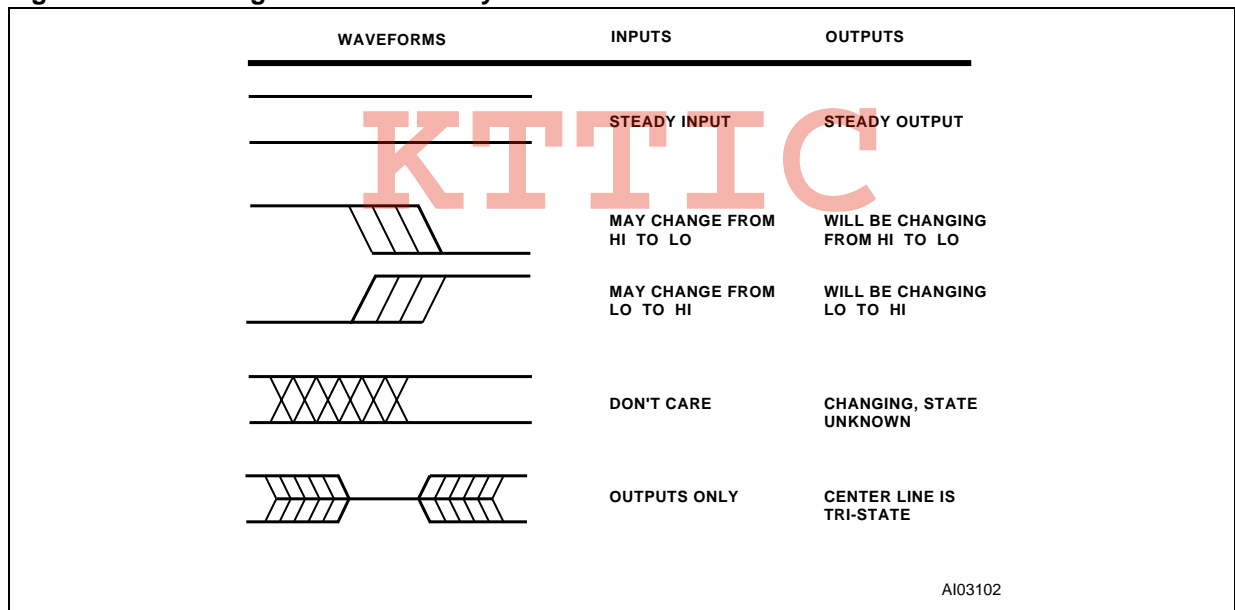 WAVEFORMS INPUTS OUTPUTS
STEADY INPUT STEADY OUTPUT
KTTIC
MAY CHANGE FROM WILL BE CHANGING
HI TO LO FROM HI TO LO
MAY CHANGE FROM WILL BE CHANGING
LO TO HI LO TO HI
DON'T CARE CHANGING, STATE
UNKNOWN
OUTPUTS ONLY CENTER LINE IS
TRI-STATE
AI03102